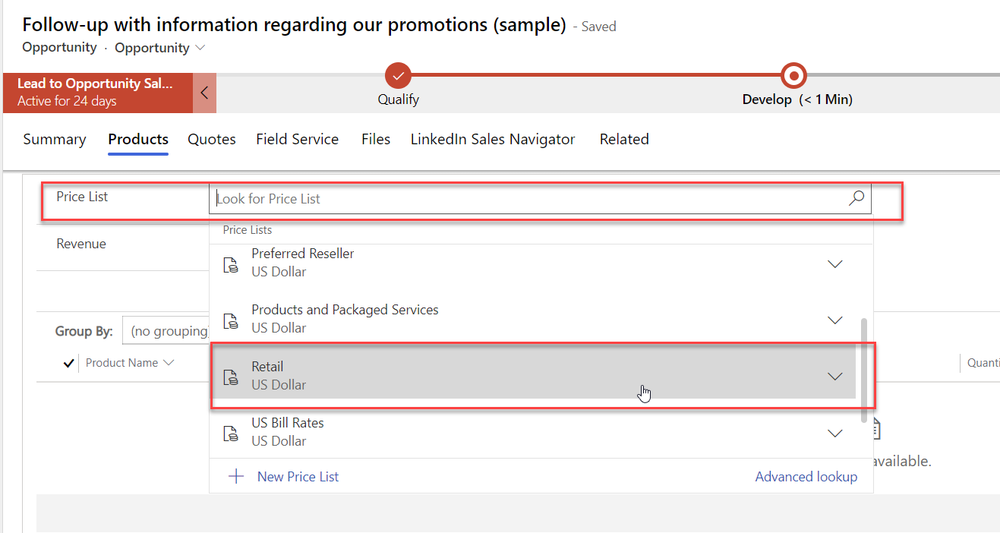 Follow-up with information regarding our promotions (sample) - Saved
Opportunity · Opportunity
Lead to Opportunity Sal...
Active for 24 days
Qualify
Develop (< 1 Min)
Summary Products Quotes Field Service Files LinkedIn Sales Navigator Related
Price List Look for Price List
Price Lists
Revenue
Preferred Reseller
US Dollar
Products and Packaged Services
US Dollar
Group By: (no grouping)
Product Name
Quanti
Retail
US Dollar
US Bill Rates
US Dollar
available.
New Price List Advanced lookup